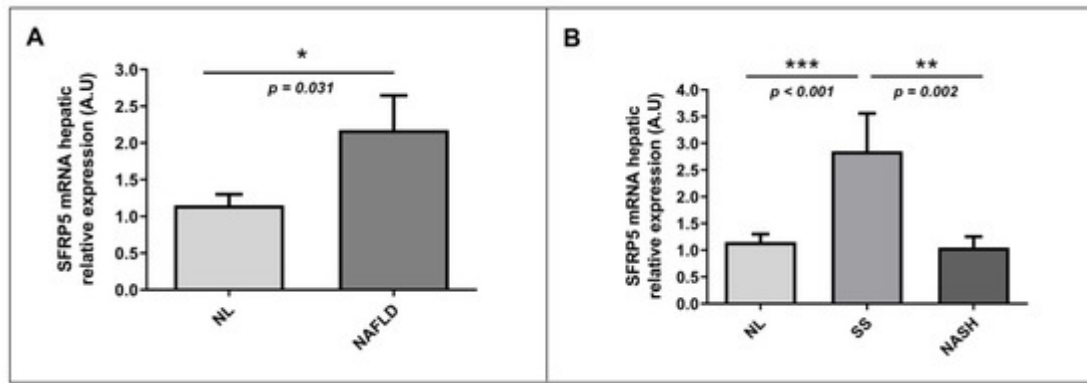 A
*
p = 0.031
SFRP5 mRNA hepatic
relative expression (A.U)
3.0
2.5
2.0
1.5
1.0
0.5
0.0
NL
NAFLD
B
***
**
p < 0.001
p = 0.002
SFRP5 mRNA hepatic
relative expression (A.U)
4.0
3.5
3.0
2.5
2.0
1.5
1.0
0.5
0.0
NL
SS
NASH